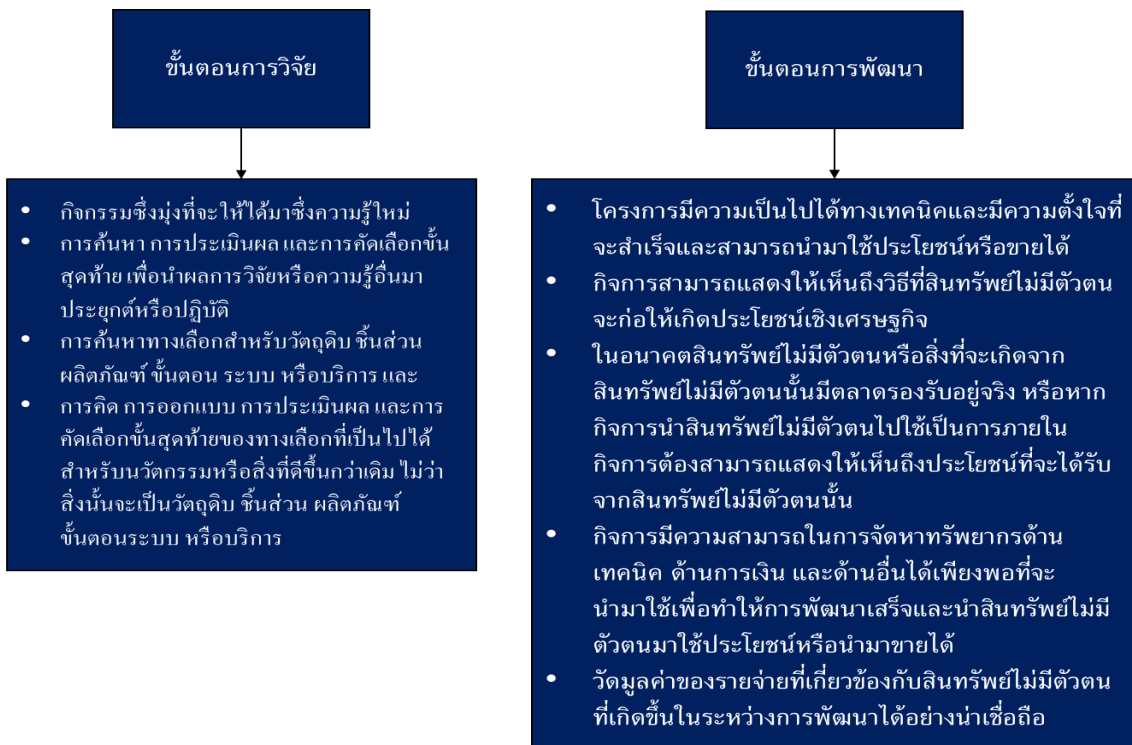 ขั้นตอนการวิจัย
• กิจกรรมซึ่งมุ่งที่จะให้ได้มาซึ่งความรู้ใหม่
• การค้นหา การประเมินผล และการคัดเลือกขั้น
สุดท้าย เพื่อนำผลการวิจัยหรือความรู้อื่นมา
ประยุกต์หรือปฏิบัติ
• การค้นหาทางเลือกสำหรับวัตถุดิบ ชิ้นส่วน
ผลิตภัณฑ์ ขั้นตอน ระบบ หรือบริการ และ
• การคิด การออกแบบ การประเมินผล และการ
คัดเลือกขั้นสุดท้ายของทางเลือกที่เป็นไปได้
สำหรับนวัตกรรมหรือสิ่งที่ดีขึ้นกว่าเดิม ไม่ว่า
สิ่งนั้นจะเป็นวัตถุดิบ ชิ้นส่วน ผลิตภัณฑ์
ขั้นตอนระบบ หรือบริการ
ขั้นตอนการพัฒนา
• โครงการมีความเป็นไปได้ทางเทคนิคและมีความตั้งใจที่
จะสำเร็จและสามารถนำมาใช้ประโยชน์หรือขายได้
• กิจการสามารถแสดงให้เห็นถึงวิธีที่สินทรัพย์ไม่มีตัวตน
จะก่อให้เกิดประโยชน์เชิงเศรษฐกิจ
• ในอนาคตสินทรัพย์ไม่มีตัวตนหรือสิ่งที่จะเกิดจาก
สินทรัพย์ไม่มีตัวตนนั้นมีตลาดรองรับอยู่จริง หรือหาก
กิจการนำสินทรัพย์ไม่มีตัวตนไปใช้เป็นการภายใน
กิจการต้องสามารถแสดงให้เห็นถึงประโยชน์ที่จะได้รับ
จากสินทรัพย์ไม่มีตัวตนนั้น
• กิจการมีความสามารถในการจัดหาทรัพยากรด้าน
เทคนิค ด้านการเงิน และด้านอื่นได้เพียงพอที่จะ
นำมาใช้เพื่อทำให้การพัฒนาเสร็จและนำสินทรัพย์ไม่มี
ตัวตนมาใช้ประโยชน์หรือนำมาขายได้
• วัดมูลค่าของรายจ่ายที่เกี่ยวข้องกับสินทรัพย์ไม่มีตัวตน
ที่เกิดขึ้นในระหว่างการพัฒนาได้อย่างน่าเชื่อถือ